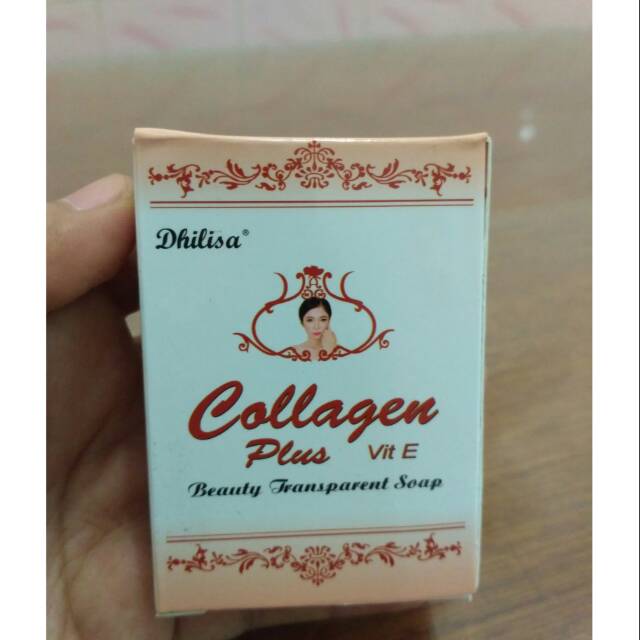 Dhilisa®
Collagen
Plus Vit E
Beauty Transparent Soap